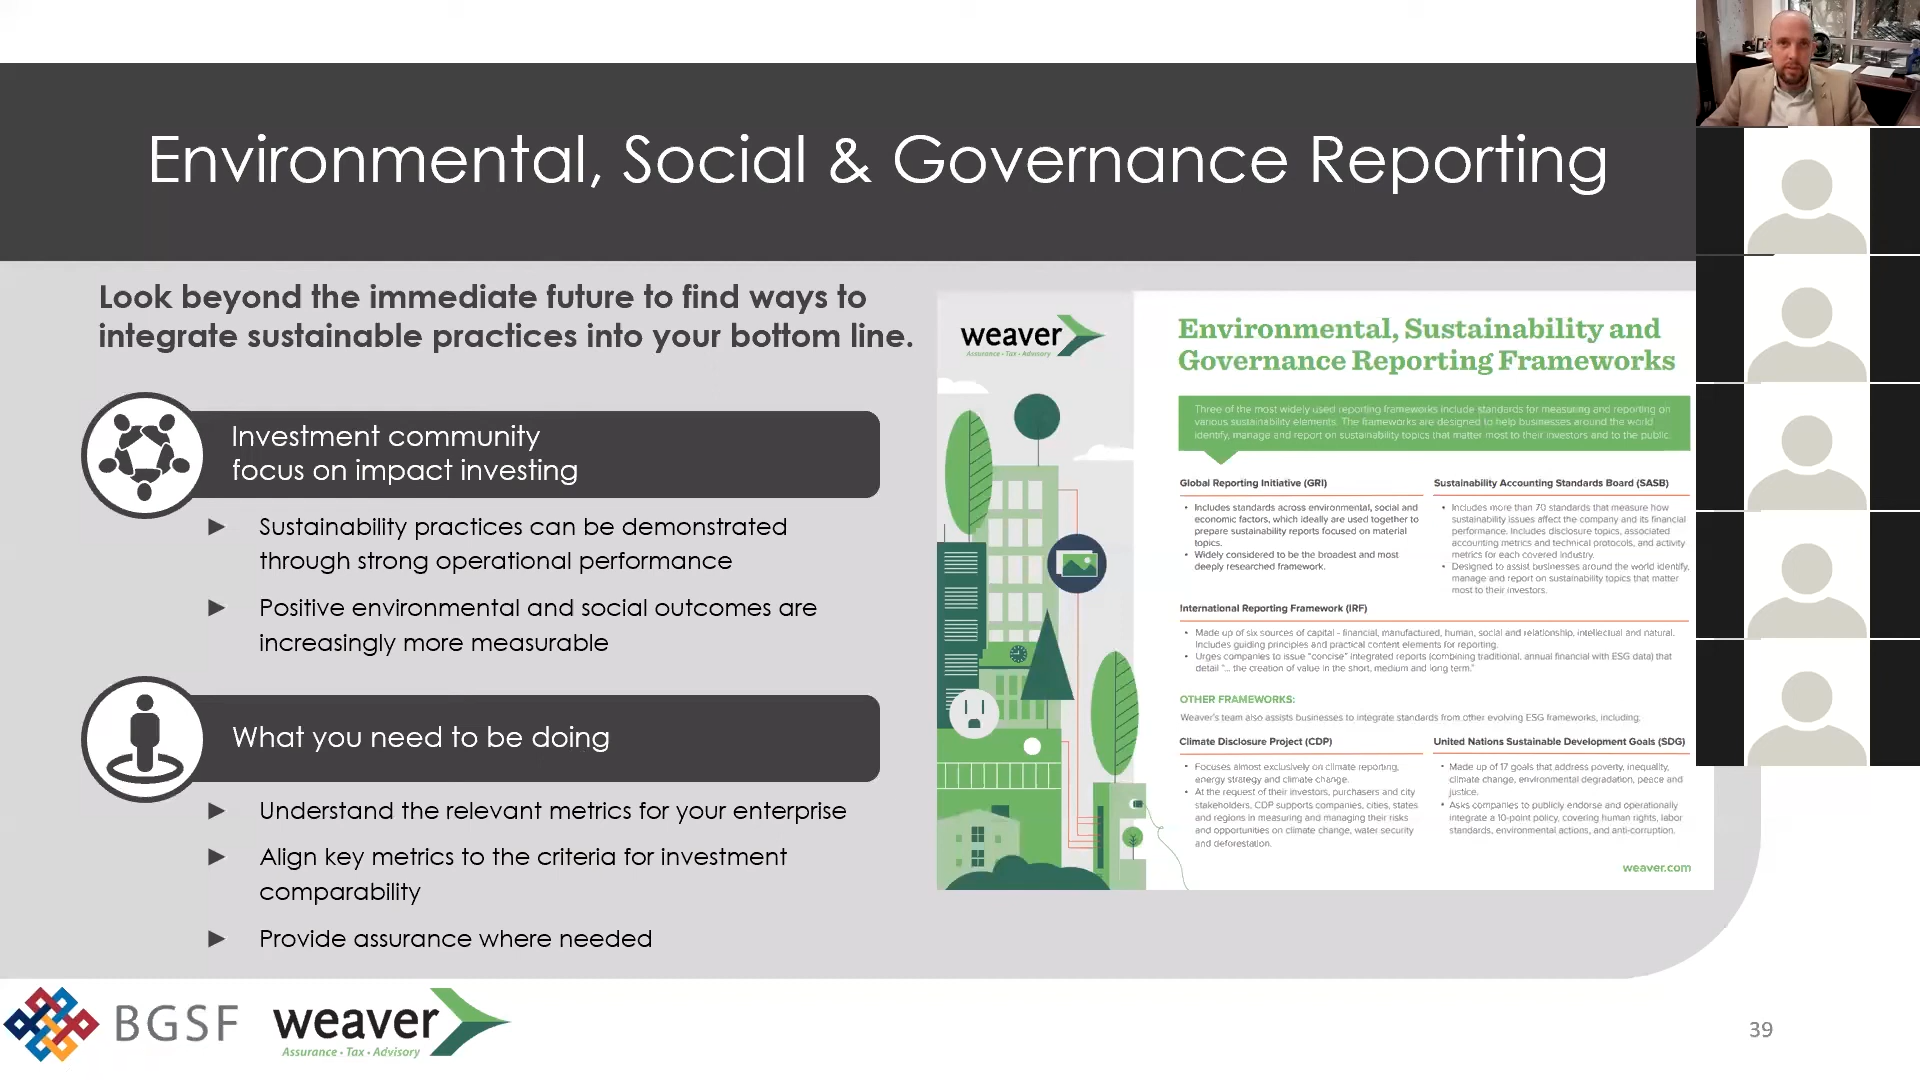 Environmental, Social & Governance Reporting
Look beyond the immediate future to find ways to
integrate sustainable practices into your bottom line.
Investment community
focus on impact investing
Sustainability practices can be demonstrated
through strong operational performance
Positive environmental and social outcomes are
increasingly more measurable
What you need to be doing
Understand the relevant metrics for your enterprise
Align key metrics to the criteria for investment
comparability
Provide assurance where needed
weaver
Assurance • Tax • Advisory
Environmental, Sustainability and
Governance Reporting Frameworks
Three of the most widely used reporting frameworks include standards for measuring and reporting on
various sustainability elements. The frameworks are designed to help businesses around the world
identify, manage and report on sustainability topics that matter most to their investors and to the public.
Global Reporting Initiative (GRI)
• Includes standards across environmental, social and
economic factors, which ideally are used together to
prepare sustainability reports focused on material
topics.
• Widely considered to be the broadest and most
deeply researched framework.
Sustainability Accounting Standards Board (SASB)
• Includes more than 70 standards that measure how
sustainability issues affect the company and its financial
performance. Includes disclosure topics, associated
accounting metrics and technical protocols, and activity
metrics for each covered industry.
• Designed to assist businesses around the world identify,
manage and report on sustainability topics that matter
most to their investors.
International Reporting Framework (IRF)
• Made up of six sources of capital - financial, manufactured, human, social and relationship, intellectual and natural.
Includes guiding principles and practical content elements for reporting.
• Urges companies to issue “concise” integrated reports (combining traditional, annual financial with ESG data) that
detail “... the creation of value in the short, medium and long term.”
OTHER FRAMEWORKS:
Weaver's team also assists businesses to integrate standards from other evolving ESG frameworks, including:
Climate Disclosure Project (CDP)
• Focuses almost exclusively on climate reporting,
energy strategy and climate change.
• At the request of their investors, purchasers and city
stakeholders, CDP supports companies, cities, states
and regions in measuring and managing their risks
and opportunities on climate change, water security
and deforestation.
United Nations Sustainable Development Goals (SDG)
• Made up of 17 goals that address poverty, inequality,
climate change, environmental degradation, peace and
justice.
• Asks companies to publicly endorse and operationally
integrate a 10-point policy, covering human rights, labor
standards, environmental actions, and anti-corruption.
weaver.com
BGSF
weaver
Assurance • Tax • Advisory
39